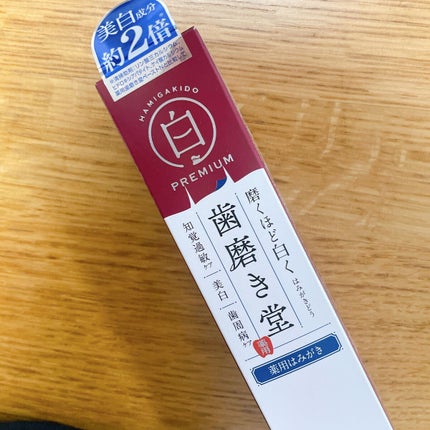 美白成分※
約2倍
HAMIGAKIDO
白
PREMIUM
磨くほど白く
はみがきどう
歯磨き堂
薬用
知覚過敏ケア
美白
歯周病ケア
薬用はみがき